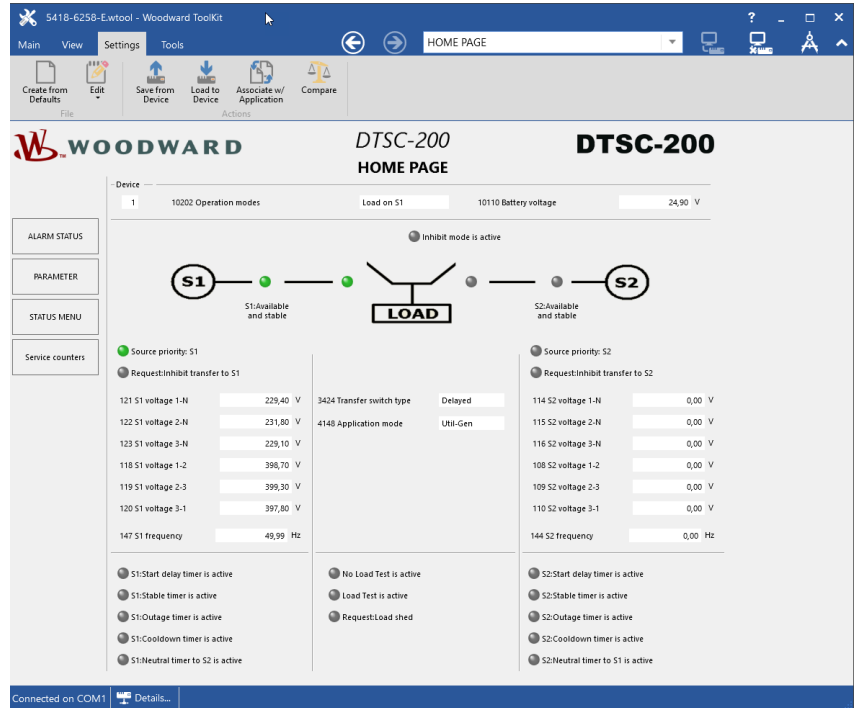 5418-6258-E.wtool - Woodward ToolKit
?
Main View Settings Tools
HOME PAGE
Create from Defaults
Edit
Save from Device
Load to Device
Associate w/ Application
Compare
File
Actions
WOODWARD
DTSC-200
HOME PAGE
DTSC-200
Device
1 10202 Operation modes Load on S1 10110 Battery voltage 24,90 V
ALARM STATUS
PARAMETER
STATUS MENU
Service counters
Inhibit mode is active
S1
S2
LOAD
S1:Available
and stable
S2:Available
and stable
Source priority: S1
Request:Inhibit transfer to S1
121 S1 voltage 1-N 229,40 V
122 S1 voltage 2-N 231,80 V
123 S1 voltage 3-N 229,10 V
118 S1 voltage 1-2 398,70 V
119 S1 voltage 2-3 399,30 V
120 S1 voltage 3-1 397,80 V
147 S1 frequency 49,99 Hz
3424 Transfer switch type Delayed
4148 Application mode Util-Gen
Source priority: S2
Request:Inhibit transfer to S2
114 S2 voltage 1-N 0,00 V
115 S2 voltage 2-N 0,00 V
116 S2 voltage 3-N 0,00 V
108 S2 voltage 1-2 0,00 V
109 S2 voltage 2-3 0,00 V
110 S2 voltage 3-1 0,00 V
144 S2 frequency 0,00 Hz
S1:Start delay timer is active
S1:Stable timer is active
S1:Outage timer is active
S1:Cooldown timer is active
S1:Neutral timer to S2 is active
No Load Test is active
Load Test is active
Request:Load shed
S2:Start delay timer is active
S2:Stable timer is active
S2:Outage timer is active
S2:Cooldown timer is active
S2:Neutral timer to S1 is active
Connected on COM1
Details...